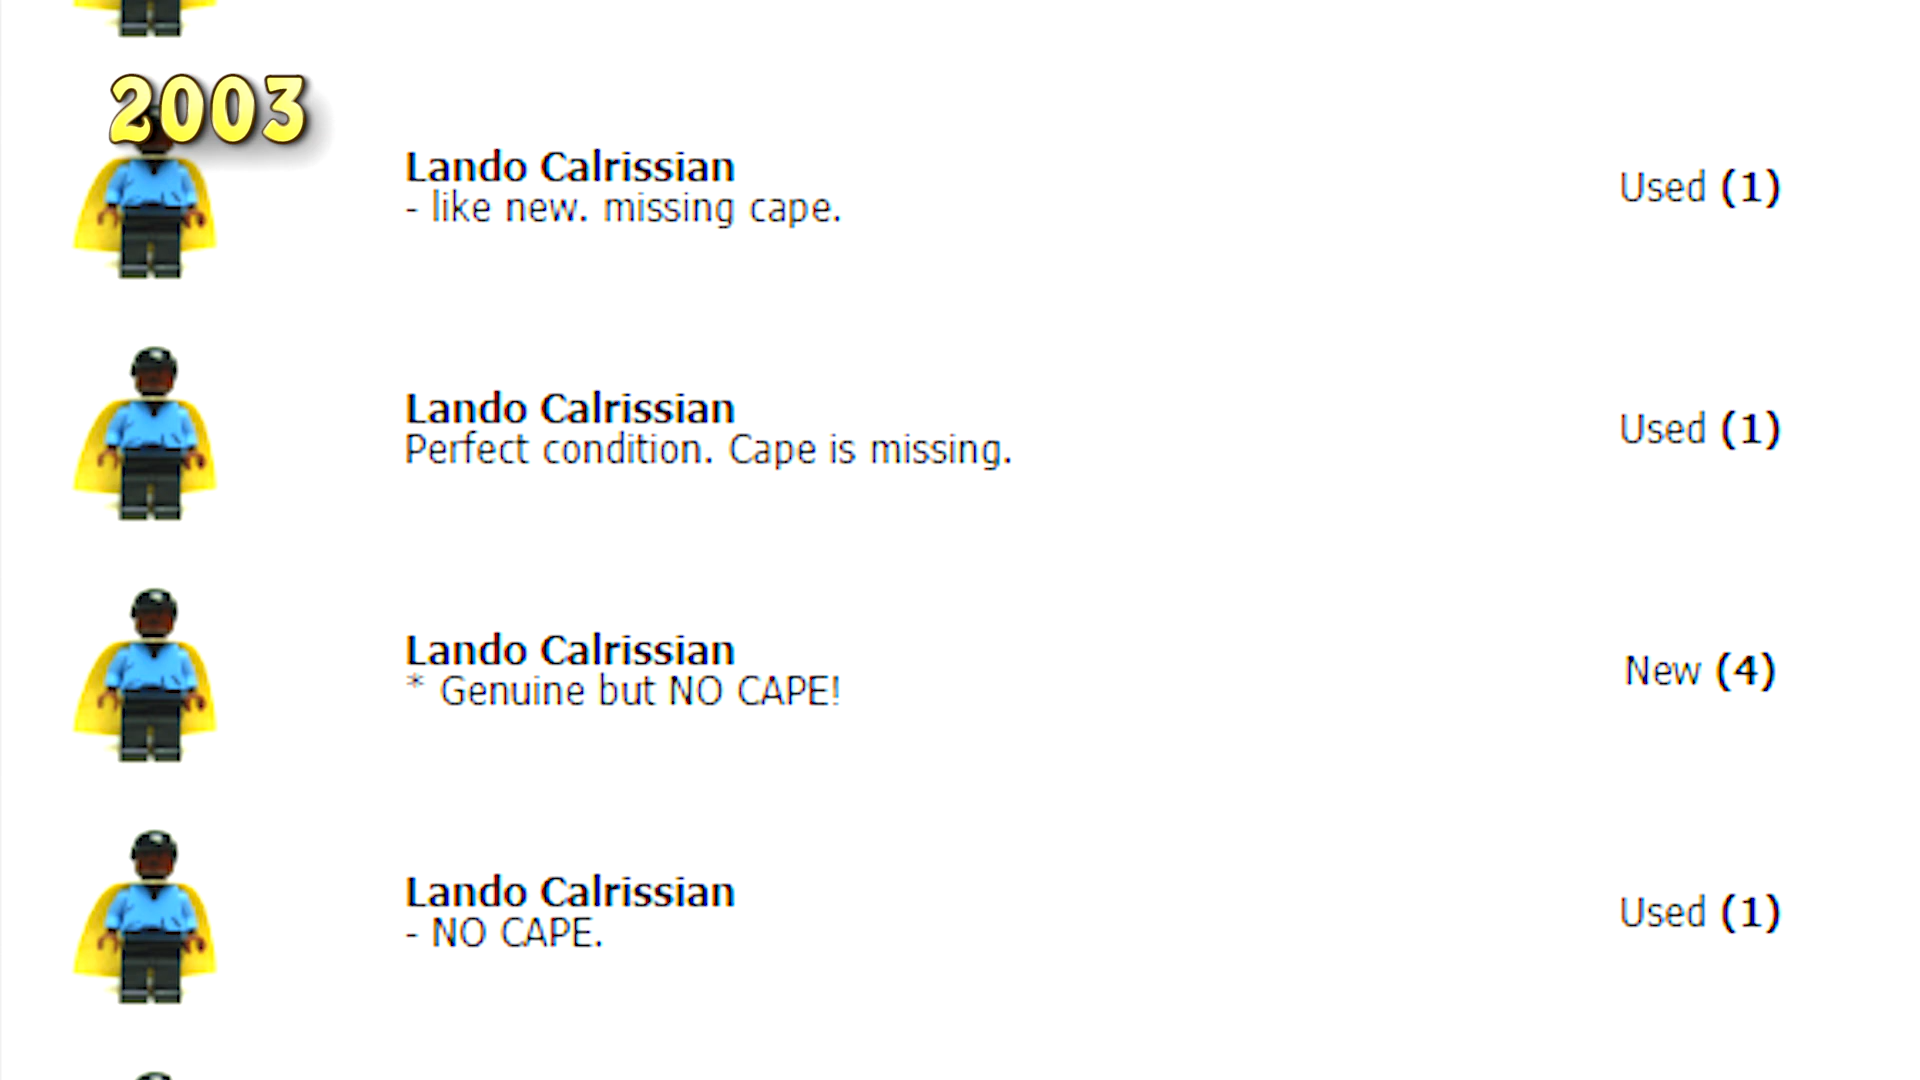 2003
Lando Calrissian
- like new. missing cape.
Used (1)
Lando Calrissian
Perfect condition. Cape is missing.
Used (1)
Lando Calrissian
* Genuine but NO CAPE!
New (4)
Lando Calrissian
- NO CAPE.
Used (1)